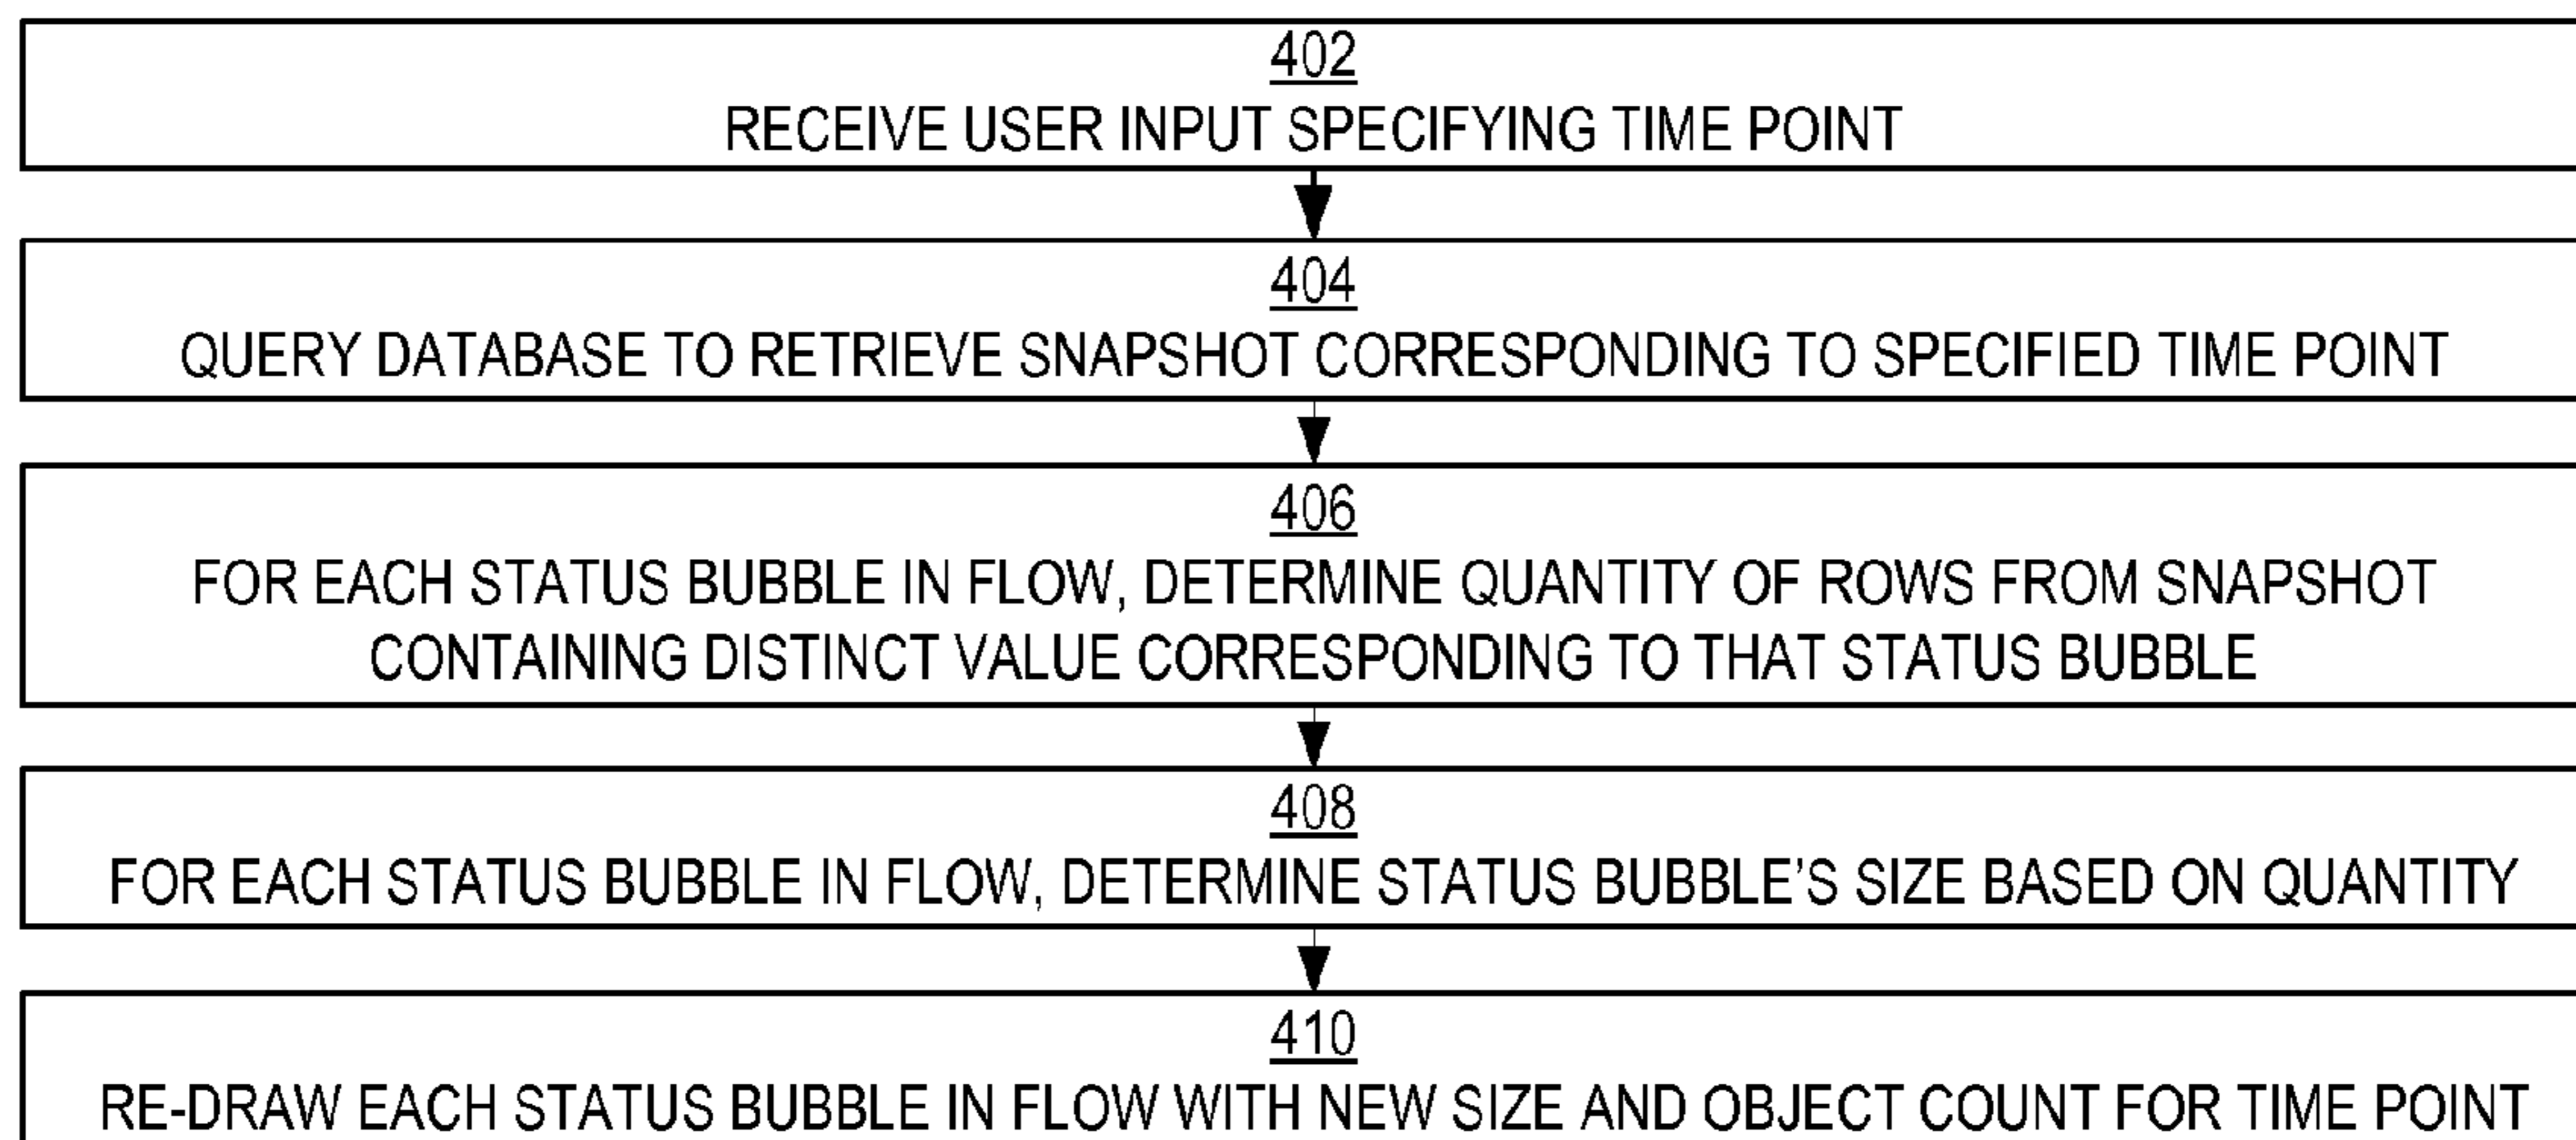 402
RECEIVE USER INPUT SPECIFYING TIME POINT
404
QUERY DATABASE TO RETRIEVE SNAPSHOT CORRESPONDING TO SPECIFIED TIME POINT
406
FOR EACH STATUS BUBBLE IN FLOW, DETERMINE QUANTITY OF ROWS FROM SNAPSHOT
CONTAINING DISTINCT VALUE CORRESPONDING TO THAT STATUS BUBBLE
408
FOR EACH STATUS BUBBLE IN FLOW, DETERMINE STATUS BUBBLE'S SIZE BASED ON QUANTITY
410
RE-DRAW EACH STATUS BUBBLE IN FLOW WITH NEW SIZE AND OBJECT COUNT FOR TIME POINT